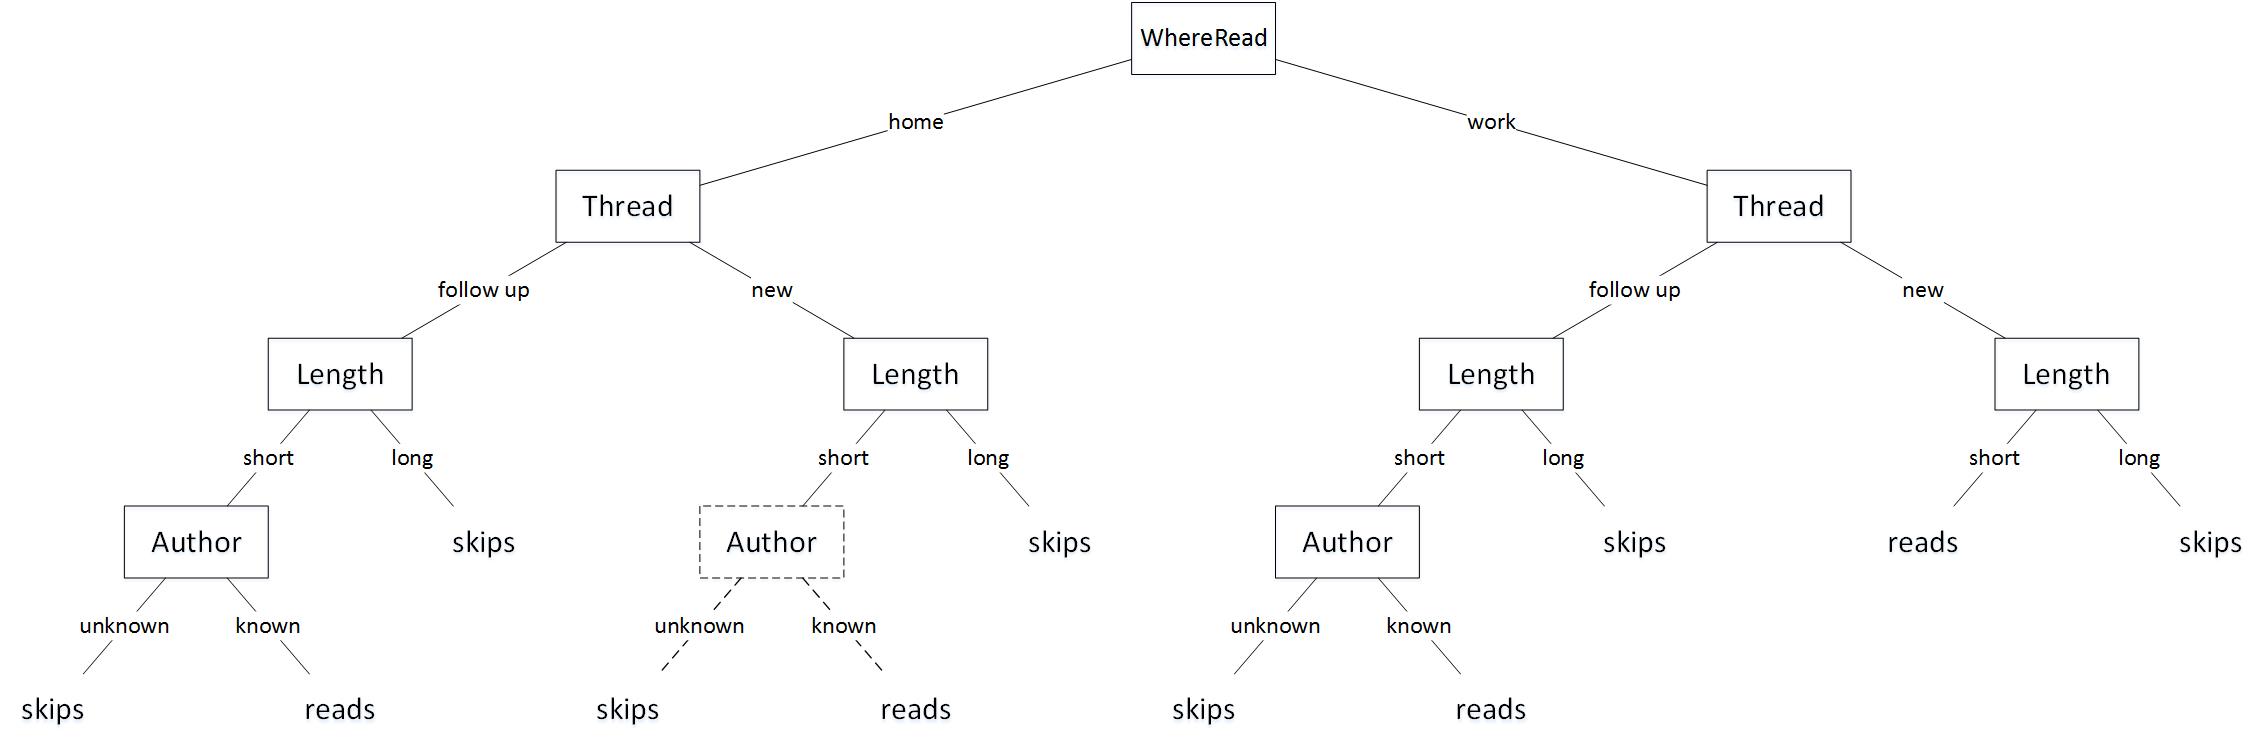 WhereRead
home
work
Thread
Thread
follow up
new
follow up
new
Length
Length
Length
Length
short
long
short
long
short
long
short
long
Author
skips
Author
skips
Author
skips
reads
skips
unknown
known
unknown
known
unknown
known
skips
reads
skips
reads
skips
reads